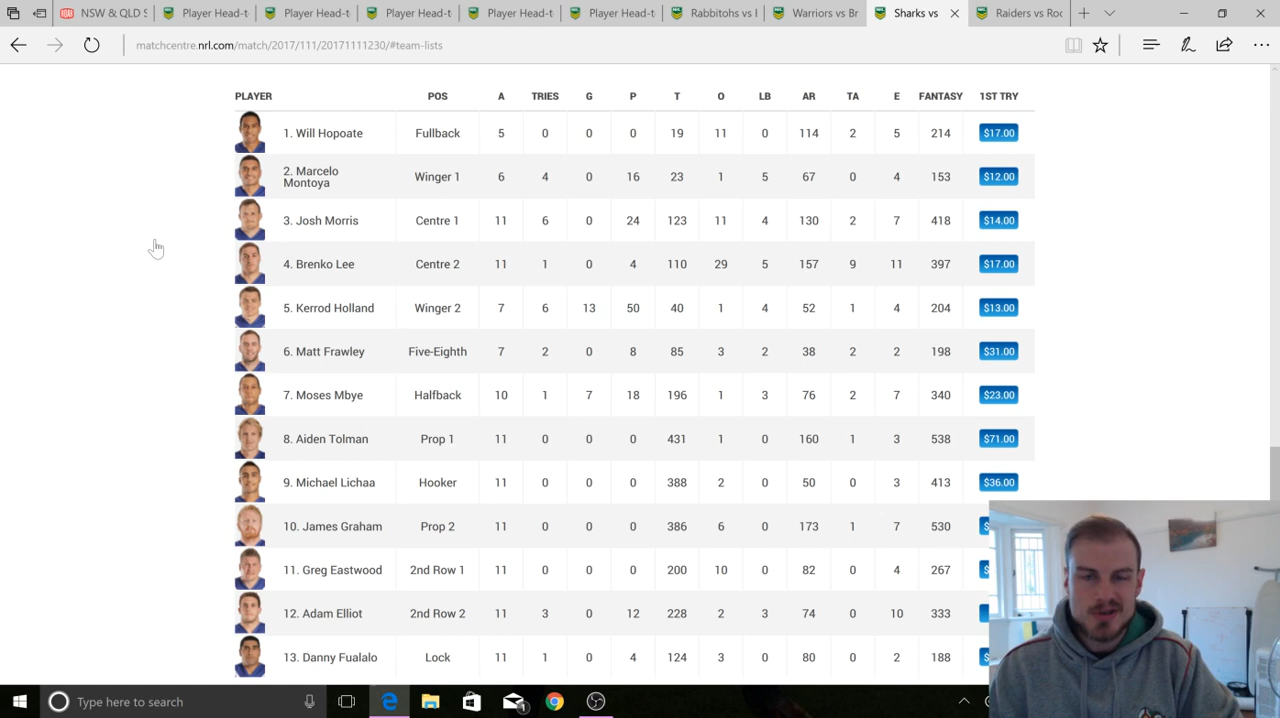 NSW & QLD S
Player Head-t
Player Head-t
Player Head-t
Player Head-t
Rabbitohs vs I
Warriors vs Br
Sharks vs
Raiders vs Roo
matchcentre.nrl.com/match/2017/111/20171111230/#team-lists
PLAYER POS A TRIES G P T O LB AR TA E FANTASY 1ST TRY
1. Will Hopoate Fullback 5 0 0 0 19 11 0 114 2 5 214 $17.00
2. Marcelo Montoya Winger 1 6 4 0 16 23 1 5 67 0 4 153 $12.00
3. Josh Morris Centre 1 11 6 0 24 123 11 4 130 2 7 418 $14.00
4. Brenko Lee Centre 2 11 1 0 4 110 29 5 157 9 11 397 $17.00
5. Kerrod Holland Winger 2 7 6 13 50 40 1 4 52 1 4 204 $13.00
6. Matt Frawley Five-Eighth 7 2 0 8 85 3 2 38 2 2 198 $31.00
7. Moses Mbye Halfback 10 1 7 18 196 1 3 76 2 7 340 $23.00
8. Aiden Tolman Prop 1 11 0 0 0 431 1 0 160 1 3 538 $71.00
9. Michael Lichaa Hooker 11 0 0 0 388 2 0 50 0 3 413 $36.00
10. James Graham Prop 2 11 0 0 0 386 6 0 173 1 7 530 $
11. Greg Eastwood 2nd Row 1 11 0 0 0 200 10 0 82 0 4 267 $
12. Adam Elliot 2nd Row 2 11 3 0 12 228 2 3 74 0 10 333
13. Danny Fualalo Lock 11 1 0 4 124 3 0 80 0 2 188 $
Type here to search
1